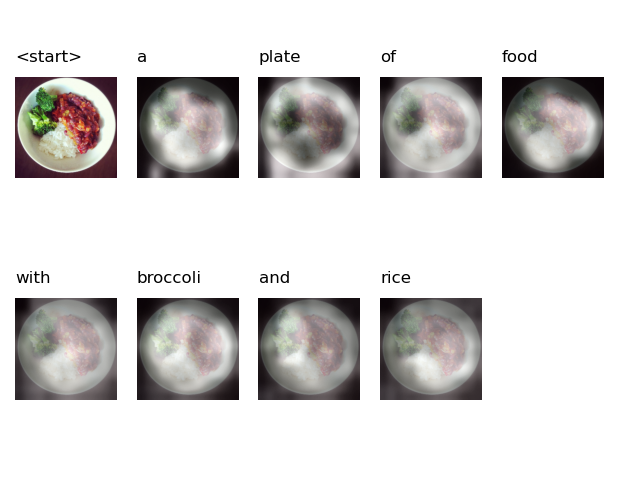 <start> a plate of food
with broccoli and rice